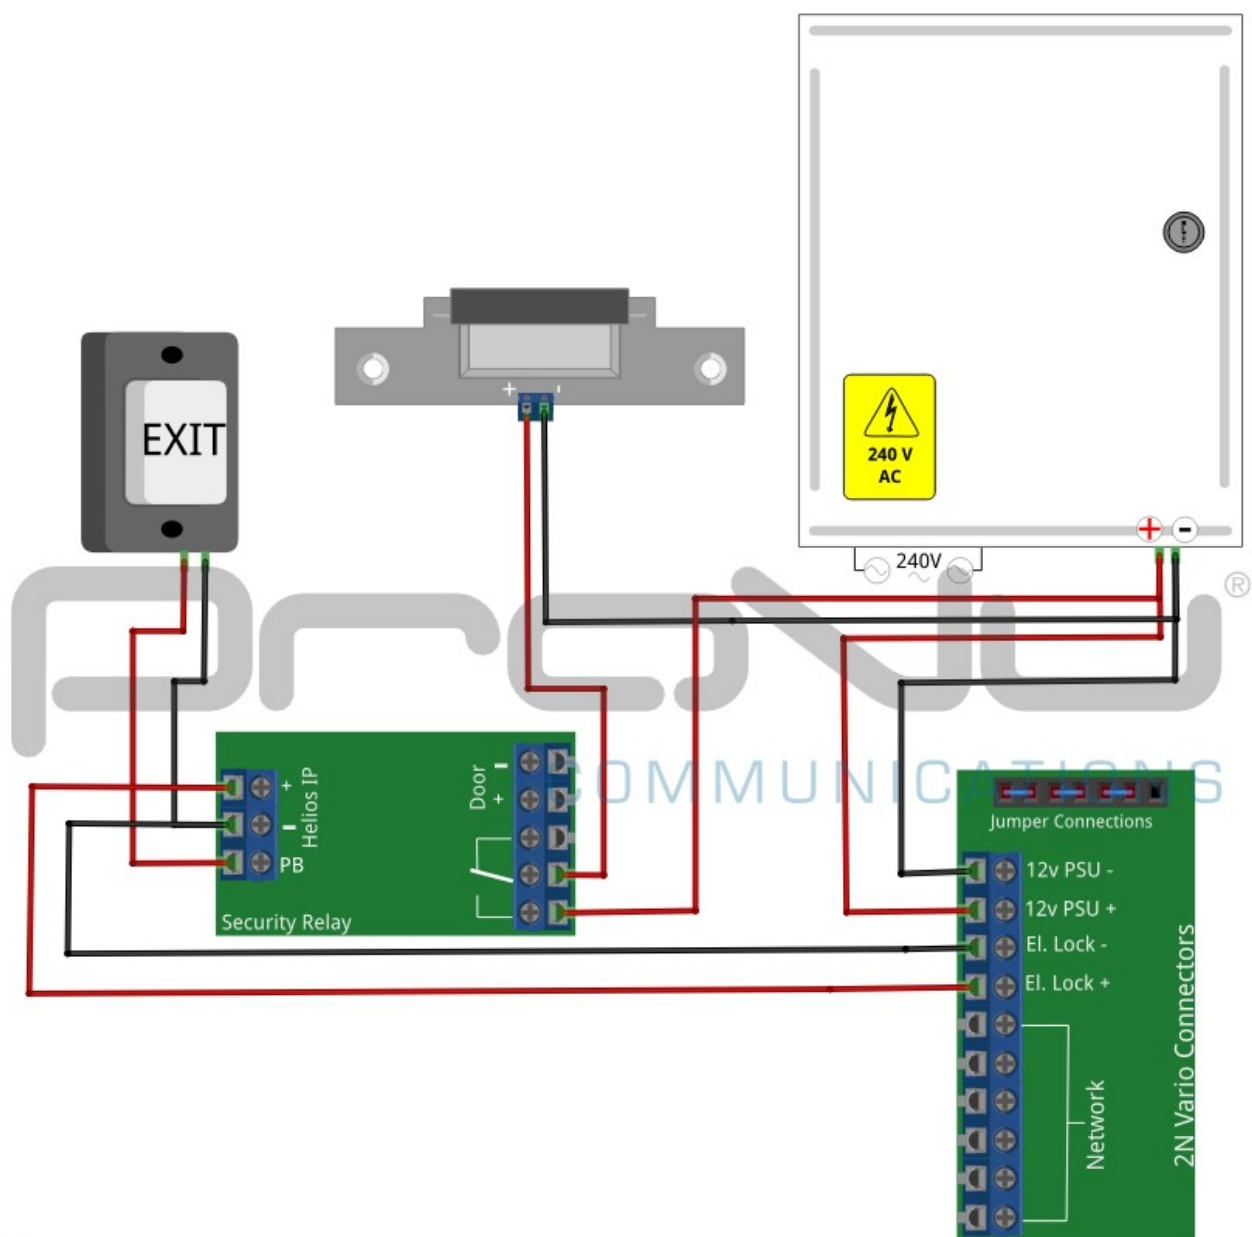 EXIT
+ -
240 V
AC
+ -
240V
proVu®
COMMUNICATIONS
+
-
PB
Helios IP
Door
-
+
Security Relay
Jumper Connections
12v PSU -
12v PSU +
El. Lock -
El. Lock +
Network
2N Vario Connectors